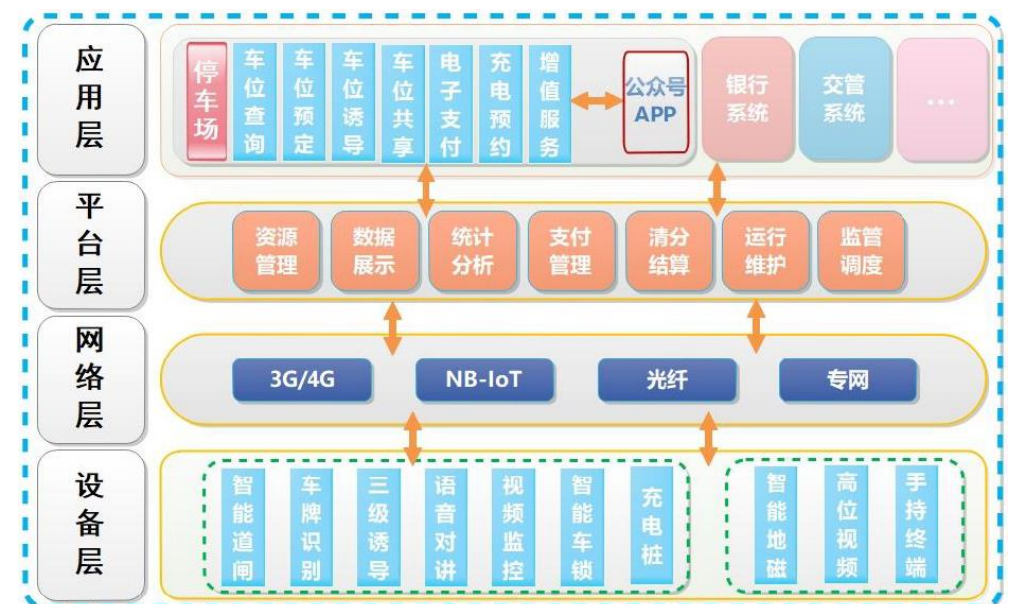 应用层
停车场
车位查询
车位预定
车位诱导
车位共享
电子支付
充电预约
增值服务
公众号
APP
银行
系统
交管
系统
...
平台层
资源
管理
数据
展示
统计
分析
支付
管理
清分
结算
运行
维护
监管
调度
网络层
3G/4G
NB-IoT
光纤
专网
设备层
智能道闸
车牌识别
三级诱导
语音对讲
视频监控
智能车锁
充电桩
智能地磁
高位视频
手持终端